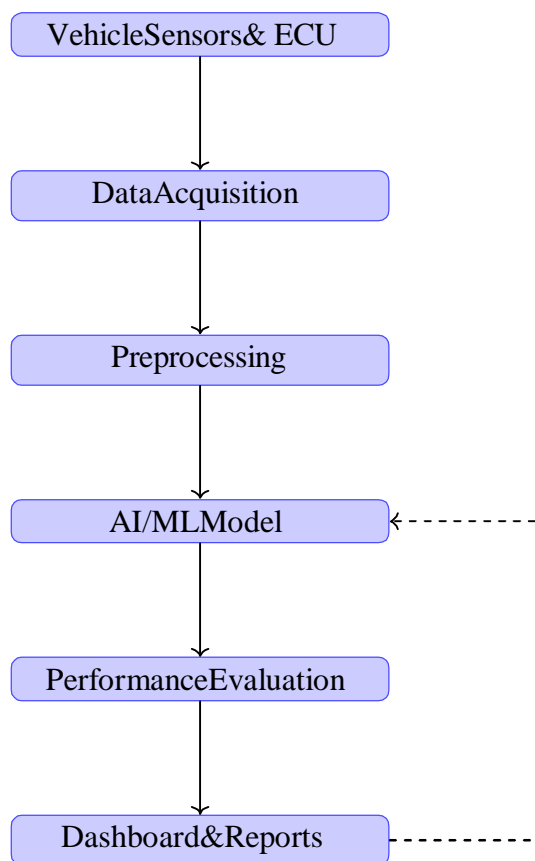 VehicleSensors& ECU
DataAcquisition
Preprocessing
AI/MLModel
PerformanceEvaluation
Dashboard&Reports